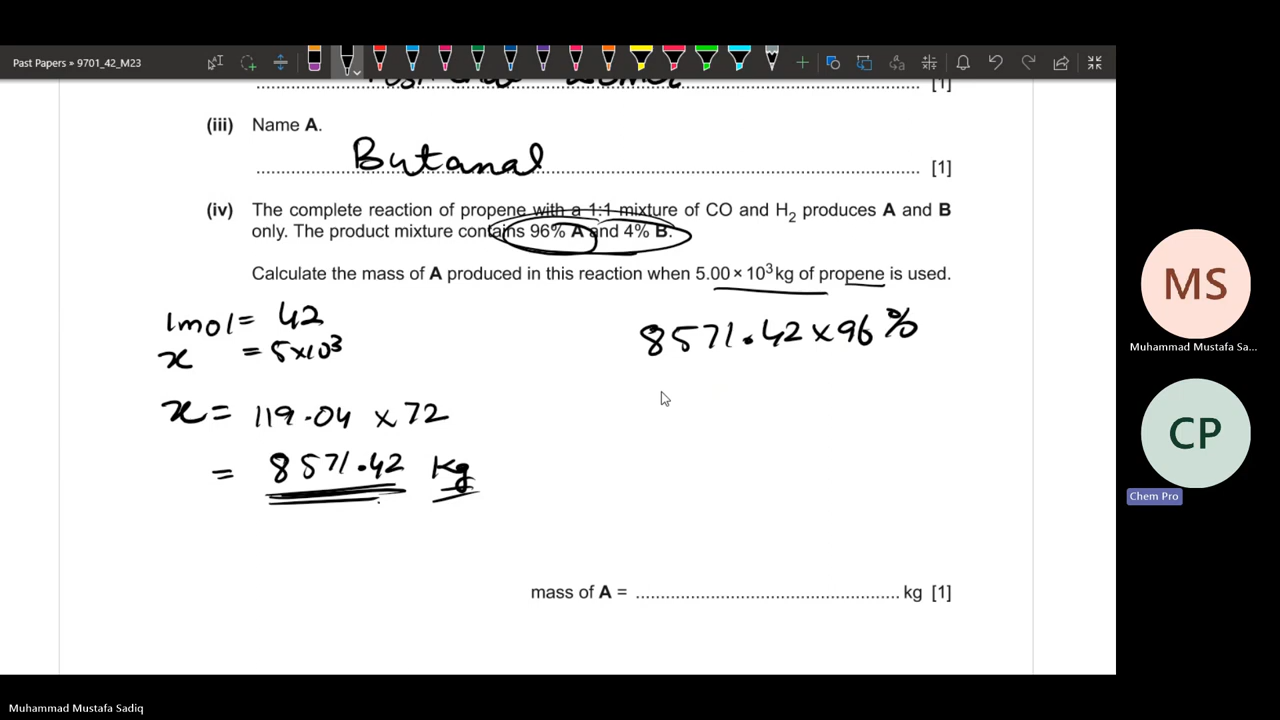 Past Papers » 9701_42_M23
[1]
(iii) Name A.
Butanal [1]
(iv) The complete reaction of propene with a 1:1 mixture of CO and H2 produces A and B
only. The product mixture contains 96% A and 4% B.
Calculate the mass of A produced in this reaction when 5.00 × 10³ kg of propene is used.
1mol = 42
x = 5×10³
x = 119.04 × 72
= 8571.42 Kg
8571.42 × 96 %
mass of A = ................................................... kg [1]
MS
Muhammad Mustafa Sa...
CP
Chem Pro
Muhammad Mustafa Sadiq